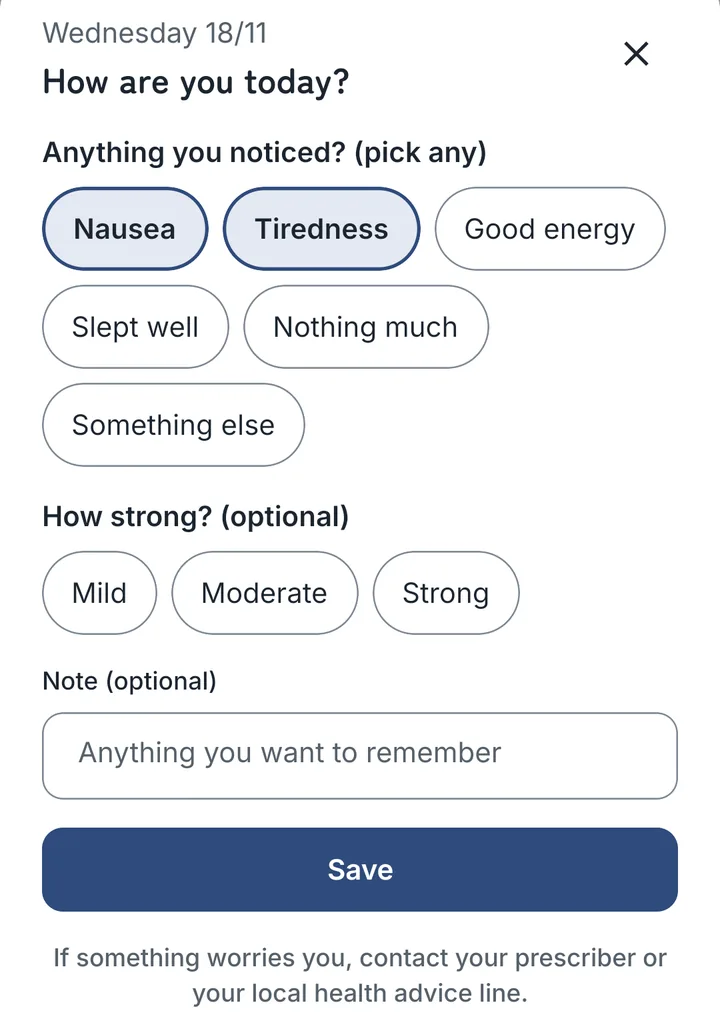 Wednesday 18/11
How are you today?
Anything you noticed? (pick any)
Nausea Tiredness Good energy
Slept well Nothing much
Something else
How strong? (optional)
Mild Moderate Strong
Note (optional)
Anything you want to remember
Save
If something worries you, contact your prescriber or
your local health advice line.